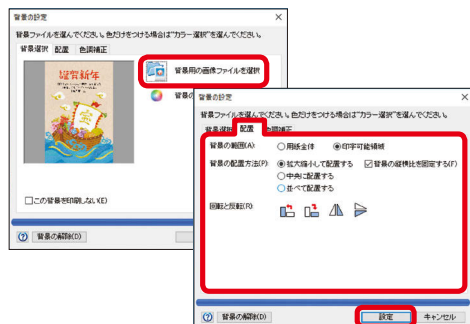 背景の設定
背景ファイルを選んでください。色だけをつける場合は"カラー選択"を選んでください。
背景選択 配置 色調補正
謹賀新年
背景用の画像ファイルを選択
背景の
この背景を印刷しない(E)
背景の解除(D)
背景の設定
背景ファイルを選んでください。色だけをつける場合は"カラー選択"を選んでください。
背景選択 配置 色調補正
背景の範囲(A): 用紙全体 印字可能領域
背景の配置方法(P): 拡大縮小して配置する 背景の縦横比を固定する(F)
中央に配置する
並べて配置する
回転と反転(R):
背景の解除(D) 設定 キャンセル